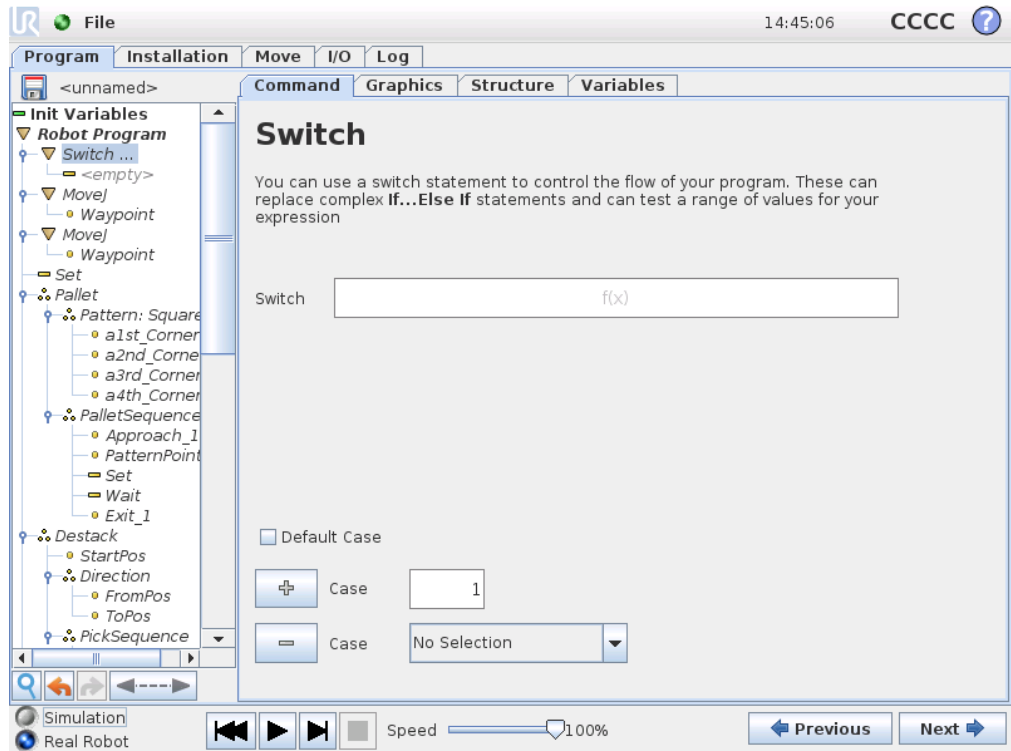 UR File 14:45:06 CCCC ?
Program Installation Move I/O Log
<unnamed>
Command Graphics Structure Variables
Init Variables
Robot Program
Switch ...
<empty>
MoveJ
Waypoint
MoveJ
Waypoint
Set
Pallet
Pattern: Square
a1st_Corner
a2nd_Corne
a3rd_Corner
a4th_Corner
PalletSequence
Approach_1
PatternPoint
Set
Wait
Exit_1
Destack
StartPos
Direction
FromPos
ToPos
PickSequence
Switch
You can use a switch statement to control the flow of your program. These can
replace complex If...Else If statements and can test a range of values for your
expression
Switch f(x)
Default Case
Case 1
Case No Selection
Simulation
Real Robot
Speed 100%
Previous Next